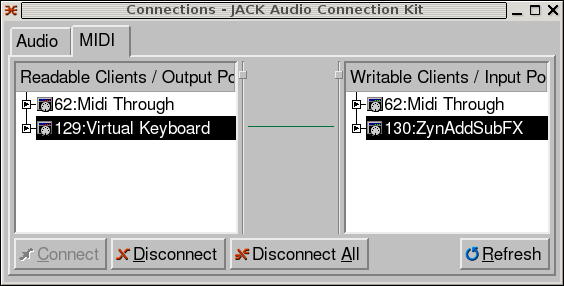 Connections - JACK Audio Connection Kit
Audio MIDI
Readable Clients / Output Po Writable Clients / Input Po
62:Midi Through 62:Midi Through
129:Virtual Keyboard 130:ZynAddSubFX
Connect Disconnect Disconnect All Refresh